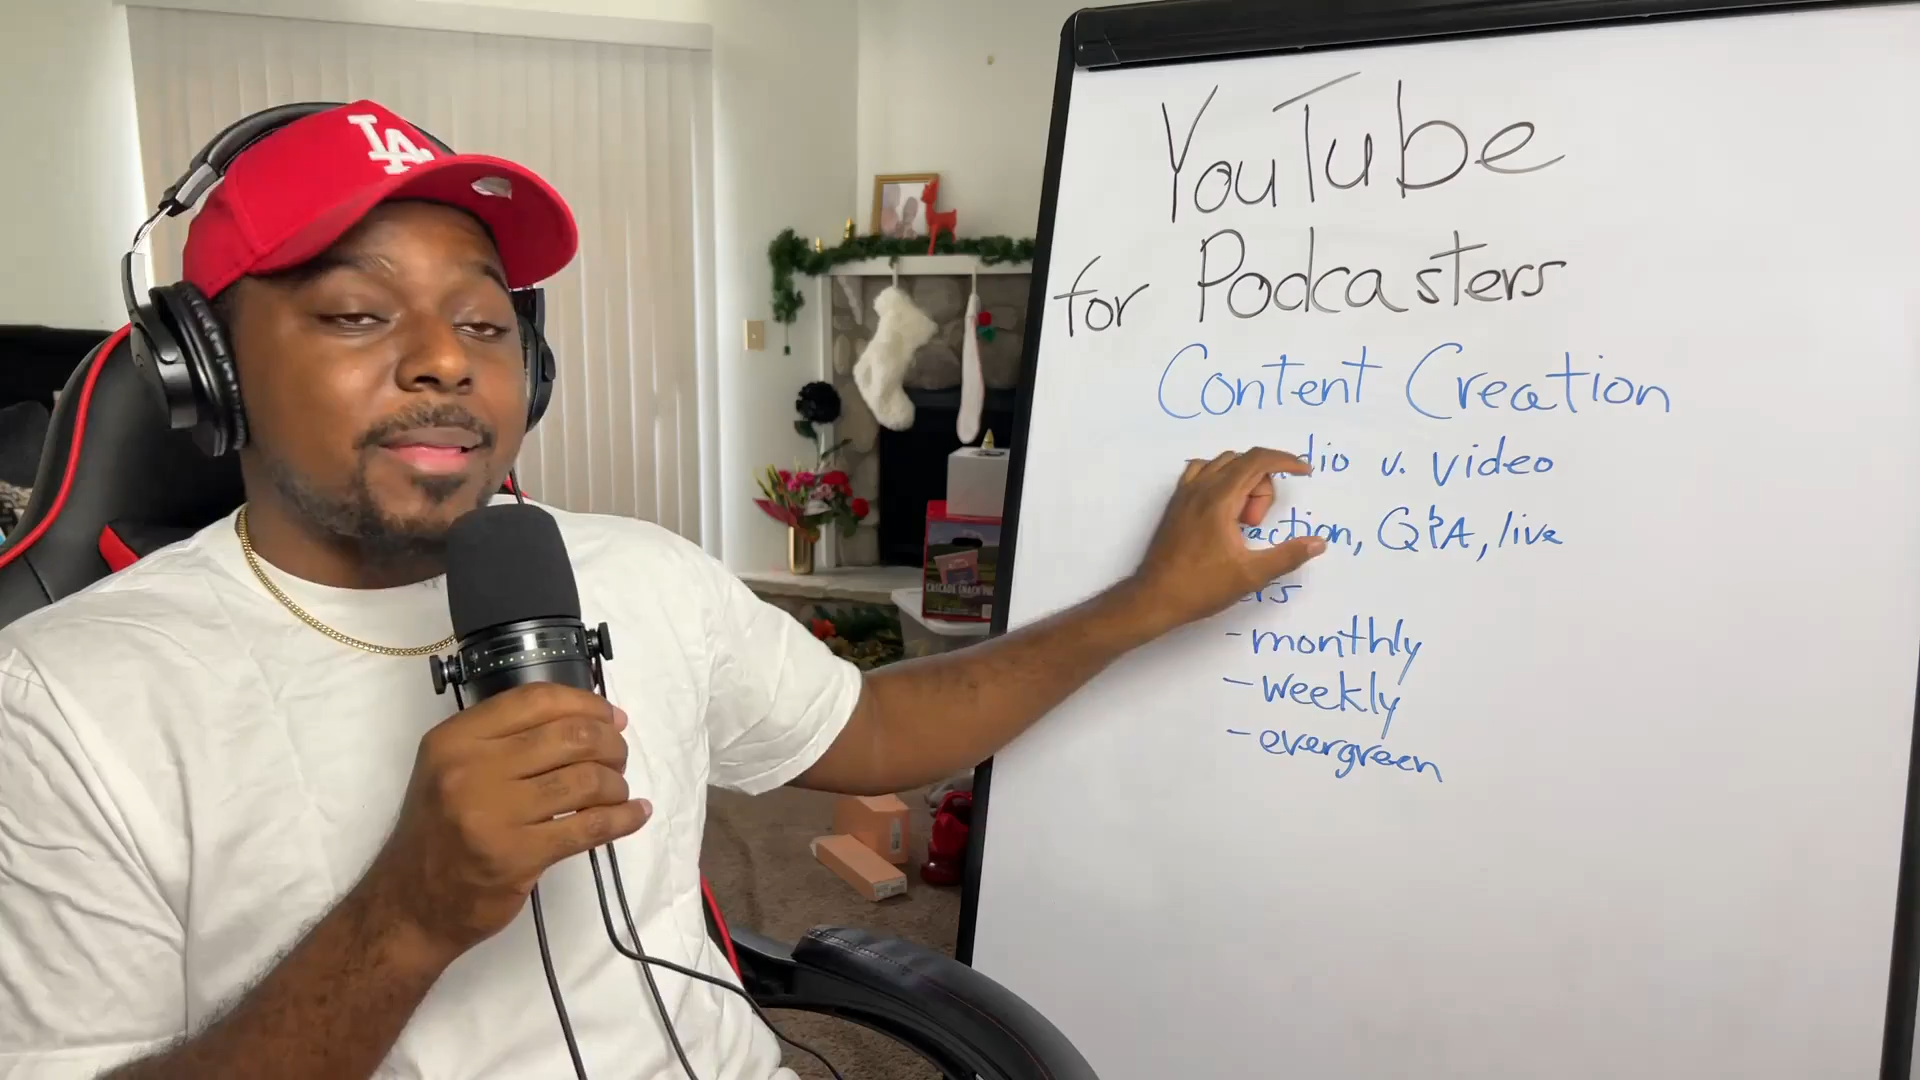 LA
YouTube
for Podcasters
Content Creation
v. video
Q&A, live
- monthly
- weekly
- evergreen